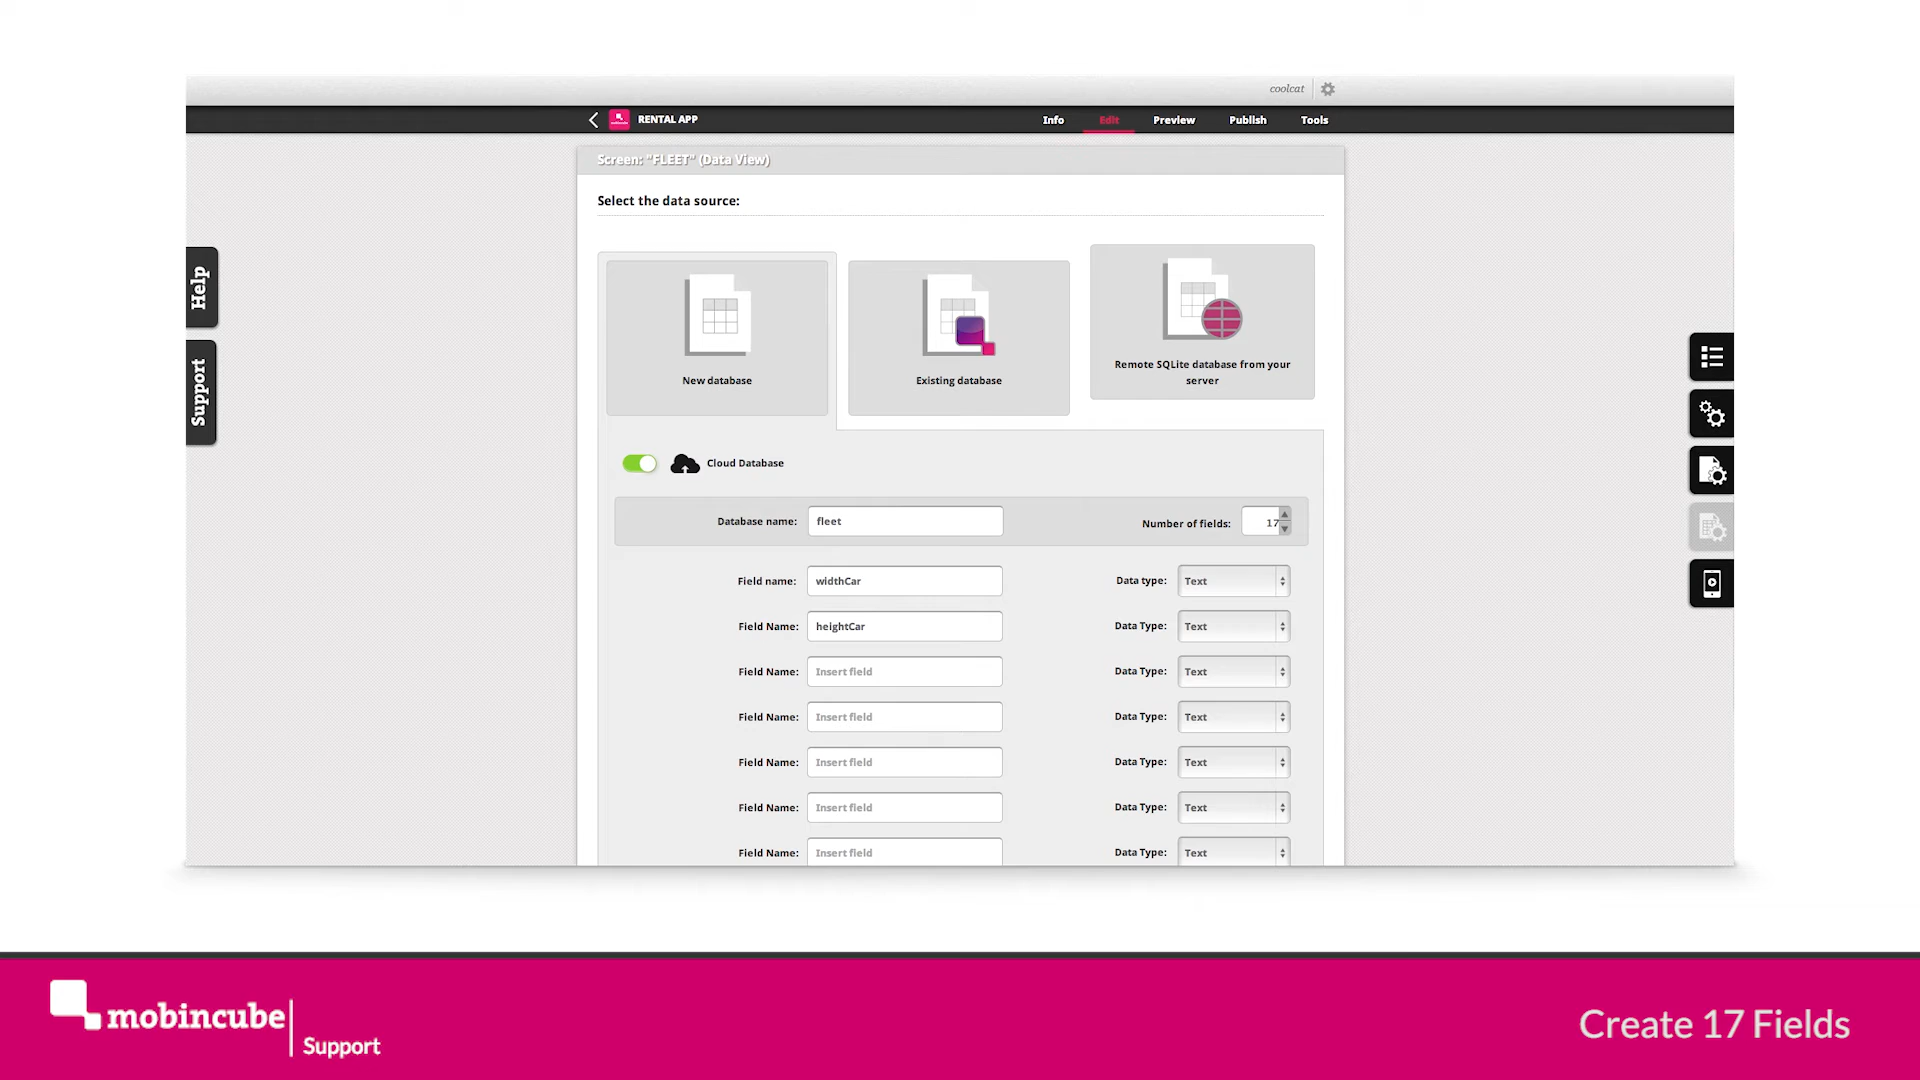 coolcat
RENTAL APP
Info
Edit
Preview
Publish
Tools
Screen: "FLEET" (Data View)
Select the data source:
New database
Existing database
Remote SQLite database from your
server
Help
Support
Cloud Database
Database name: fleet
Number of fields: 17
Field name: widthCar
Data type: Text
Field Name: heightCar
Data Type: Text
Field Name: Insert field
Data Type: Text
Field Name: Insert field
Data Type: Text
Field Name: Insert field
Data Type: Text
Field Name: Insert field
Data Type: Text
Field Name: Insert field
Data Type: Text
mobincube
Support
Create 17 Fields